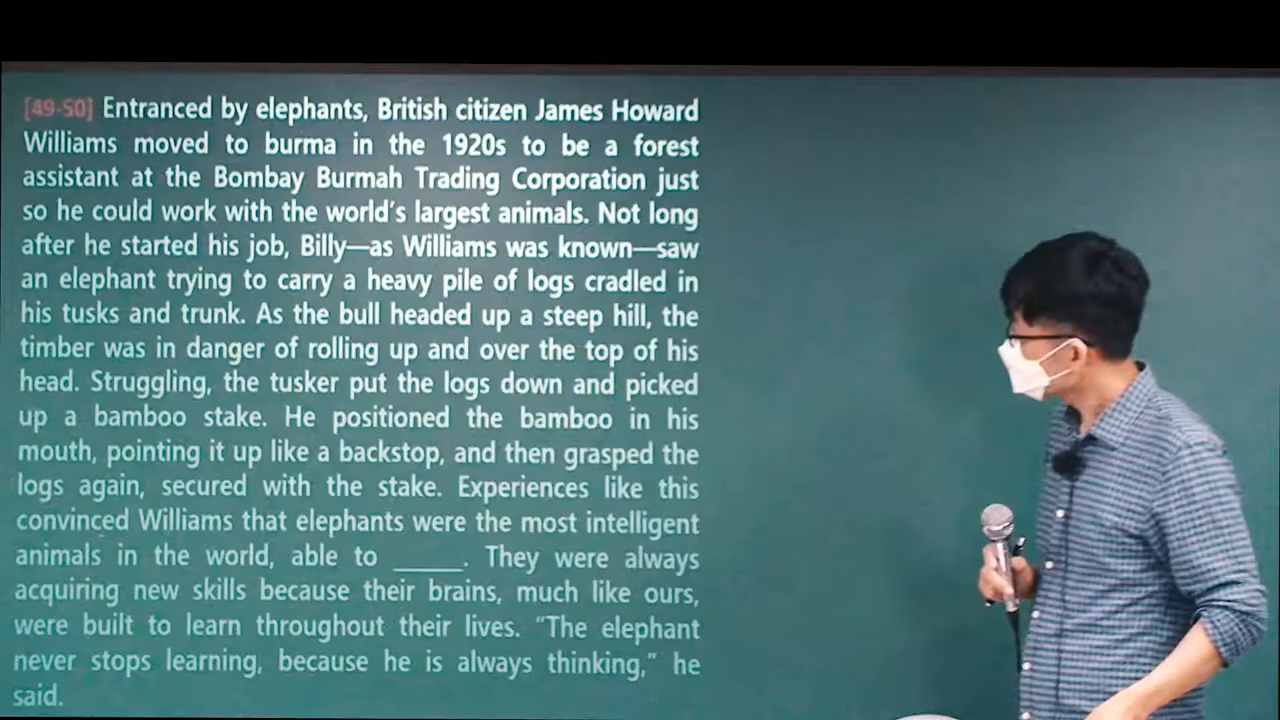 [49-50] Entranced by elephants, British citizen James Howard
Williams moved to burma in the 1920s to be a forest
assistant at the Bombay Burmah Trading Corporation just
so he could work with the world's largest animals. Not long
after he started his job, Billy—as Williams was known—saw
an elephant trying to carry a heavy pile of logs cradled in
his tusks and trunk. As the bull headed up a steep hill, the
timber was in danger of rolling up and over the top of his
head. Struggling, the tusker put the logs down and picked
up a bamboo stake. He positioned the bamboo in his
mouth, pointing it up like a backstop, and then grasped the
logs again, secured with the stake. Experiences like this
convinced Williams that elephants were the most intelligent
animals in the world, able to _____. They were always
acquiring new skills because their brains, much like ours,
were built to learn throughout their lives. "The elephant
never stops learning, because he is always thinking," he
said.